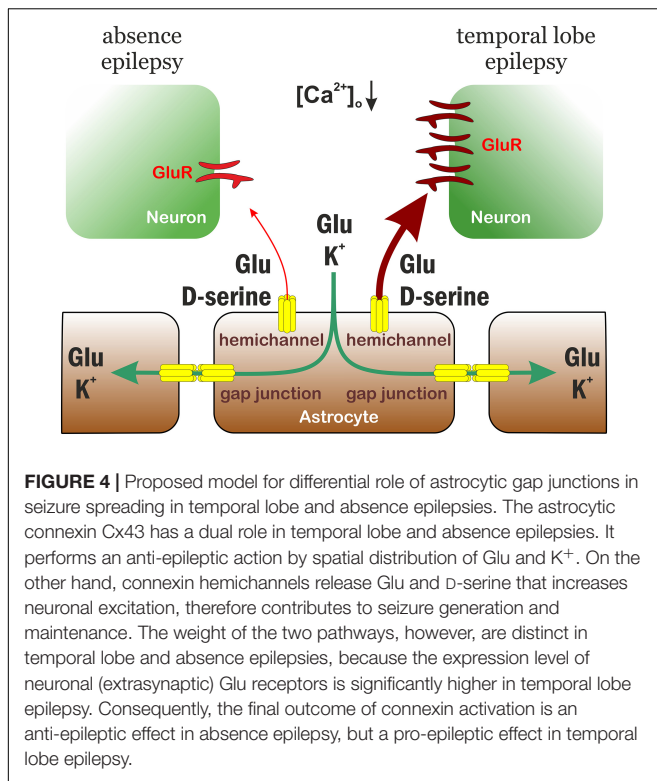 absence
epilepsy
temporal lobe
epilepsy
[Ca²⁺]ₒ↓
GluR
Neuron
GluR
Neuron
Glu
K⁺
Glu
D-serine
Glu
D-serine
hemichannel
hemichannel
Glu
K⁺
gap junction
gap junction
Glu
K⁺
Astrocyte
FIGURE 4 | Proposed model for differential role of astrocytic gap junctions in
seizure spreading in temporal lobe and absence epilepsies. The astrocytic
connexin Cx43 has a dual role in temporal lobe and absence epilepsies. It
performs an anti-epileptic action by spatial distribution of Glu and K⁺. On the
other hand, connexin hemichannels release Glu and D-serine that increases
neuronal excitation, therefore contributes to seizure generation and
maintenance. The weight of the two pathways, however, are distinct in
temporal lobe and absence epilepsies, because the expression level of
neuronal (extrasynaptic) Glu receptors is significantly higher in temporal lobe
epilepsy. Consequently, the final outcome of connexin activation is an
anti-epileptic effect in absence epilepsy, but a pro-epileptic effect in temporal
lobe epilepsy.